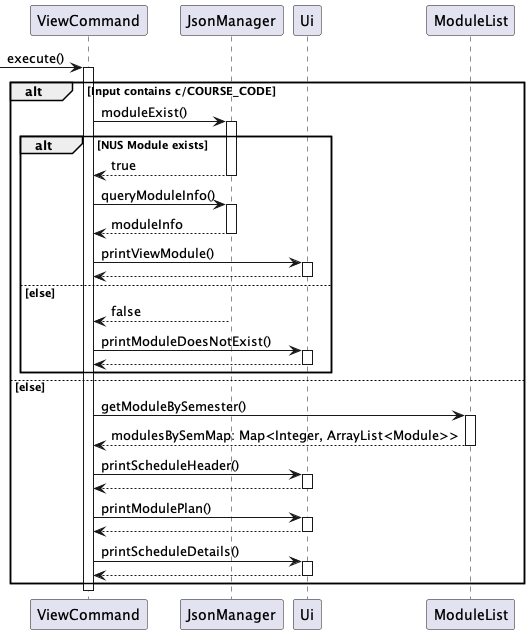 ViewCommand JsonManager Ui ModuleList
execute()
alt [Input contains c/COURSE_CODE]
moduleExist()
alt [NUS Module exists]
true
queryModuleInfo()
moduleInfo
printViewModule()
[else]
false
printModuleDoesNotExist()
[else]
getModuleBySemester()
modulesBySemMap: Map<Integer, ArrayList<Module>>
printScheduleHeader()
printModulePlan()
printScheduleDetails()
ViewCommand JsonManager Ui ModuleList